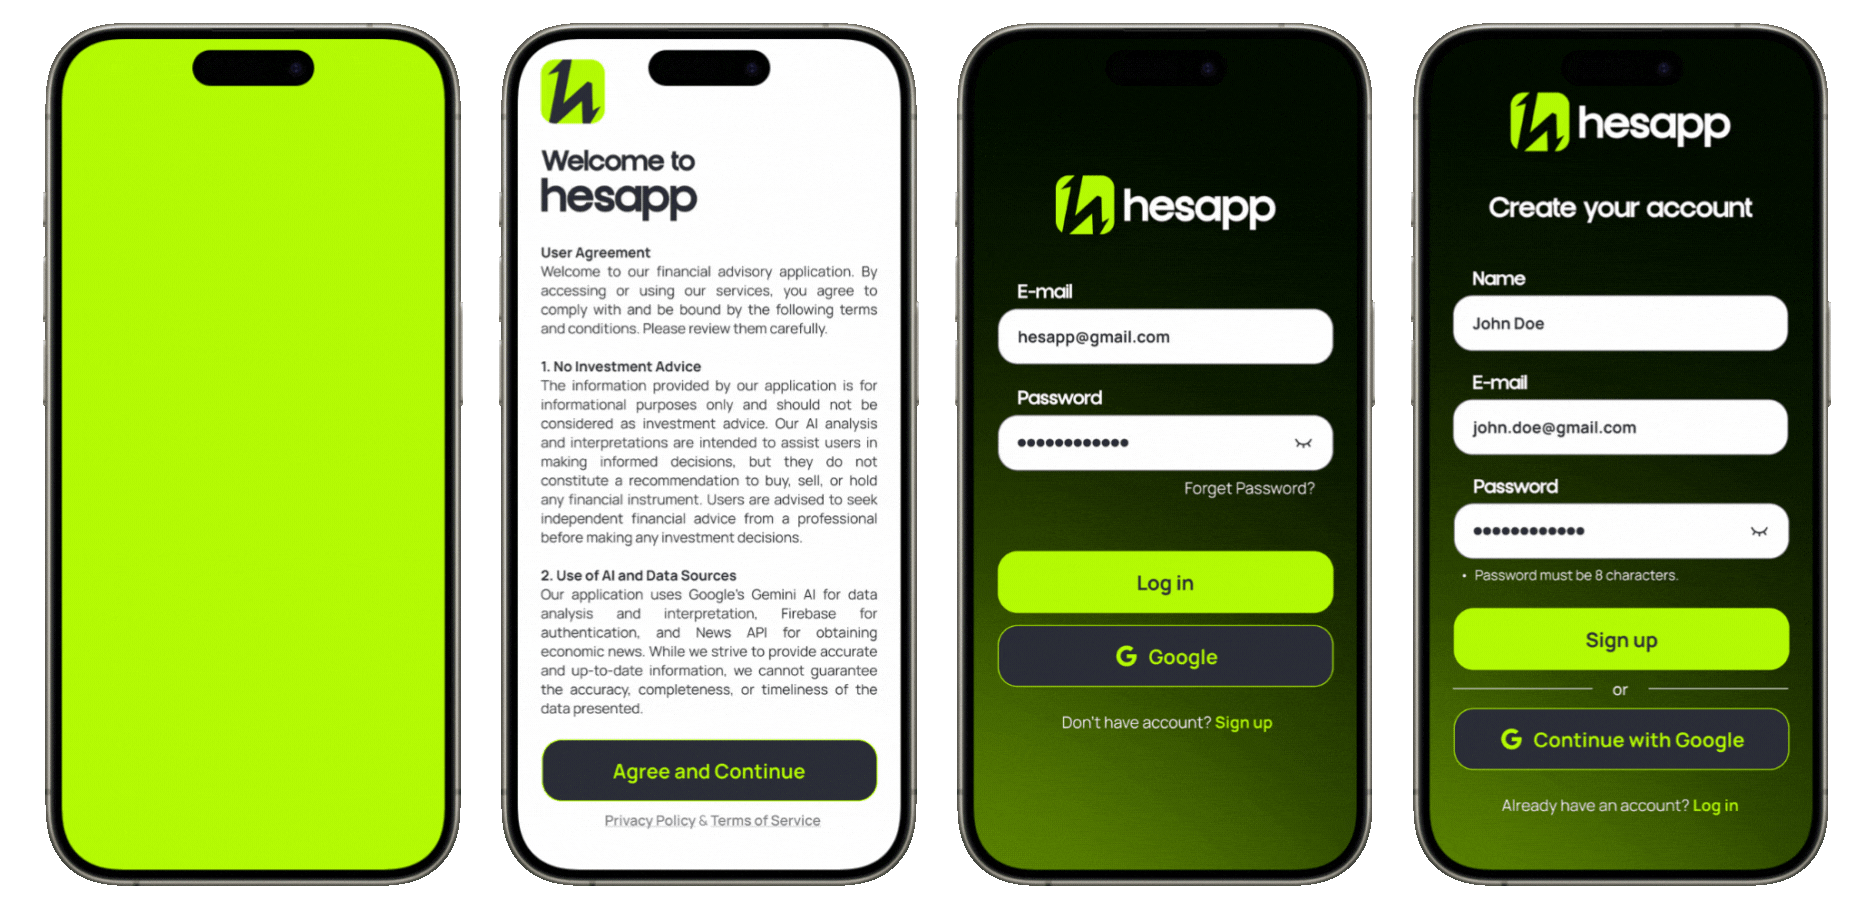 Welcome to
hesapp
User Agreement
Welcome to our financial advisory application. By
accessing or using our services, you agree to
comply with and be bound by the following terms
and conditions. Please review them carefully.
1. No Investment Advice
The information provided by our application is for
informational purposes only and should not be
considered as investment advice. Our AI analysis
and interpretations are intended to assist users in
making informed decisions, but they do not
constitute a recommendation to buy, sell, or hold
any financial instrument. Users are advised to seek
independent financial advice from a professional
before making any investment decisions.
2. Use of AI and Data Sources
Our application uses Google's Gemini AI for data
analysis and interpretation, Firebase for
authentication, and News API for obtaining
economic news. While we strive to provide accurate
and up-to-date information, we cannot guarantee
the accuracy, completeness, or timeliness of the
data presented.
Agree and Continue
Privacy Policy & Terms of Service
hesapp
E-mail
hesapp@gmail.com
Password
••••••••••••
Forget Password?
Log in
G Google
Don't have account? Sign up
hesapp
Create your account
Name
John Doe
E-mail
john.doe@gmail.com
Password
••••••••••••
• Password must be 8 characters.
Sign up
or
G Continue with Google
Already have an account? Log in